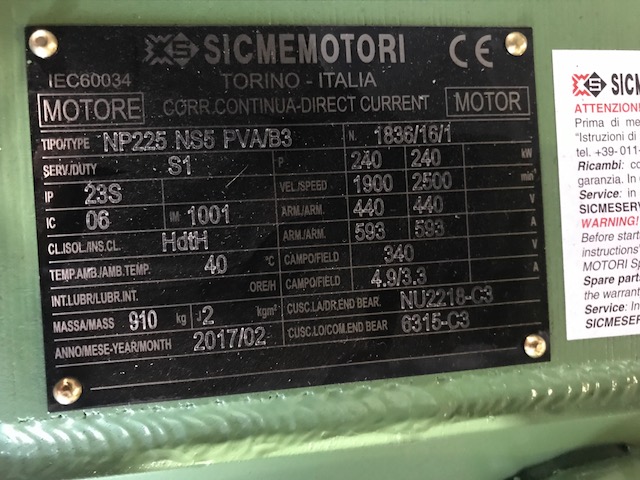 SICMEMOTORI CE
IEC60034 TORINO - ITALIA
MOTORE CORR.CONTINUA-DIRECT CURRENT MOTOR
TIPO/TYPE NP225 NS5 PVA/B3 N. 1836/16/1
SERV./DUTY S1 P 240 240 kW
IP 23S VEL./SPEED 1900 2500 min⁻¹
IC 06 IM 1001 ARM./ARM. 440 440 V
CL.ISOL./INS.CL. HdtH ARM./ARM. 593 593 A
TEMP.AMB./AMB.TEMP. 40 °C CAMPO/FIELD 340 V
INT.LUBR/LUBR.INT. ORE/H CAMPO/FIELD 4.9/3.3 A
MASSA/MASS 910 kg J 2 kgm² CUSC.LA/DR.END BEAR. NU2218-C3
ANNO/MESE-YEAR/MONTH 2017/02 CUSC.LO/COM.END BEAR 6315-C3
SICM
ATTENZIONE
Prima di me
"Istruzioni di
tel. +39-011-
Ricambi: co
garanzia. In
Service: in
SICMESERV
WARNING!
Before starti
instructions"
MOTORI Sp
Spare parts
the warrant
Service: In
SICMESER